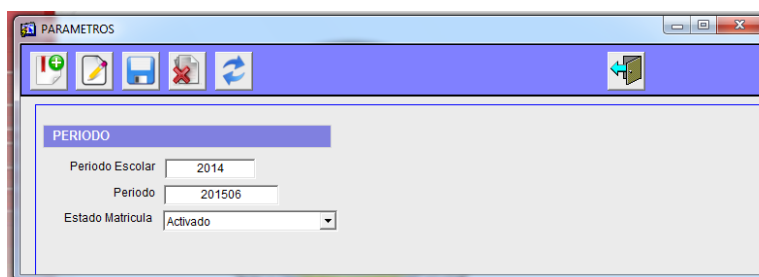 PARAMETROS
PERIODO
Periodo Escolar 2014
Periodo 201506
Estado Matricula Activado